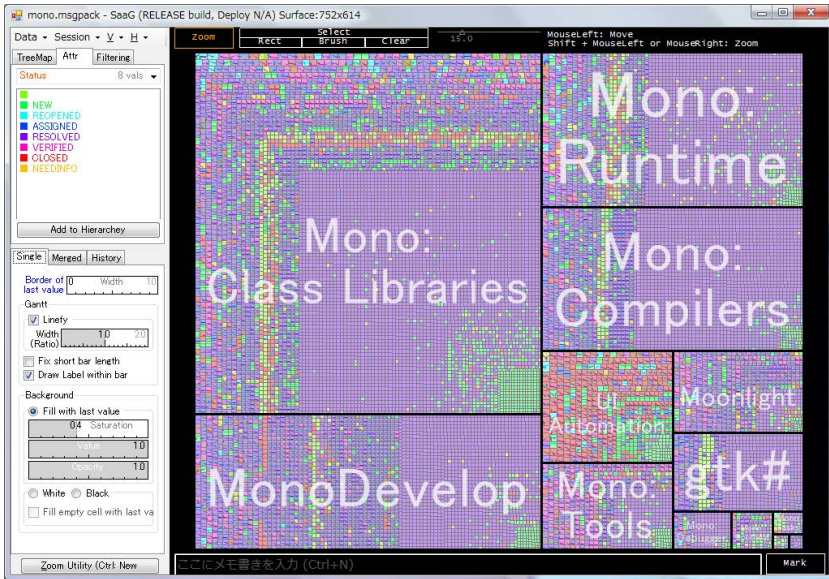 mono.msgpack - SaaG (RELEASE build, Deploy N/A) Surface:752x614
Data Session V H
TreeMap Attr Filtering
Status 8 vals
NEW
REOPENED
ASSIGNED
RESOLVED
VERIFIED
CLOSED
NEEDINFO
Add to Hierarchey
Single Merged History
Border of last value 0 Width 10
Gantt
Linefy
Width (Ratio) 1.0 2.0
Fix short bar length
Draw Label within bar
Background
Fill with last value
0.4 Saturation
Value 1.0
Opacity 1.0
White Black
Fill empty cell with last va
Zoom Utility (Ctrl: New
Zoom
Select
Rect Brush Clear
15.0
MouseLeft: Move
Shift + MouseLeft or MouseRight: Zoom
Mono:
Class Libraries
Mono:
Runtime
Mono:
Compilers
UI
Automation
Moonlight
MonoDevelop
Mono:
Tools
gtk#
Mono:
Debugger
ここにメモ書きを入力 (Ctrl+N)
Mark